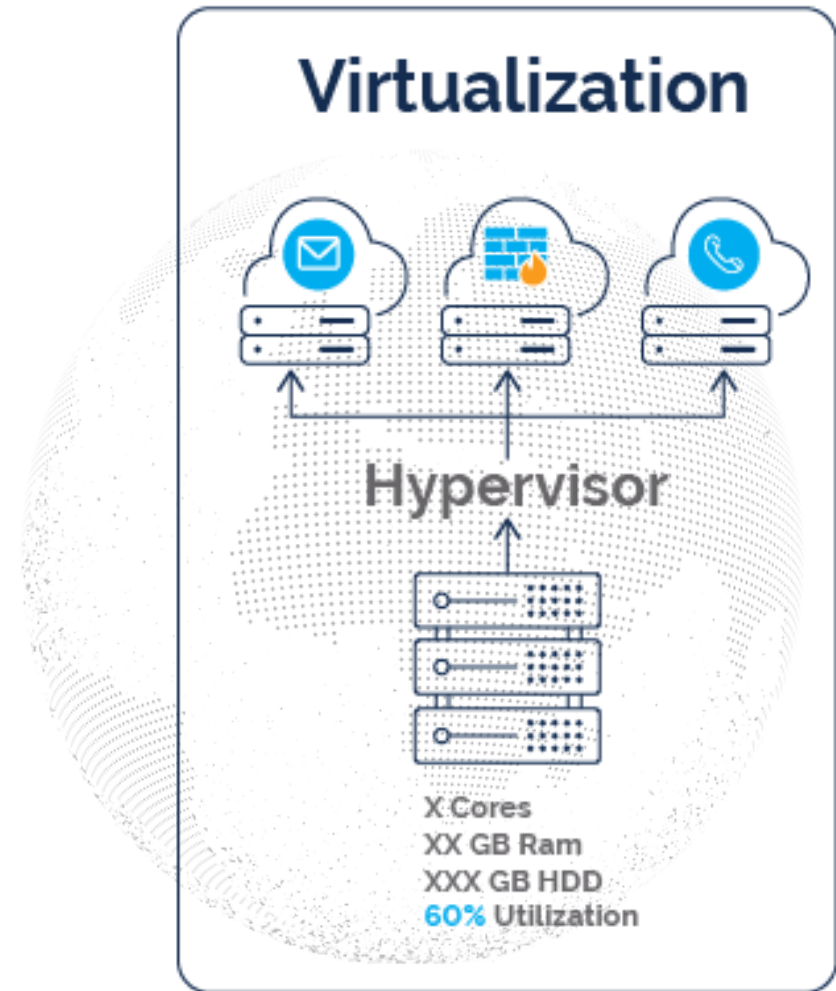 Virtualization
Hypervisor
X Cores
XX GB Ram
XXX GB HDD
60% Utilization